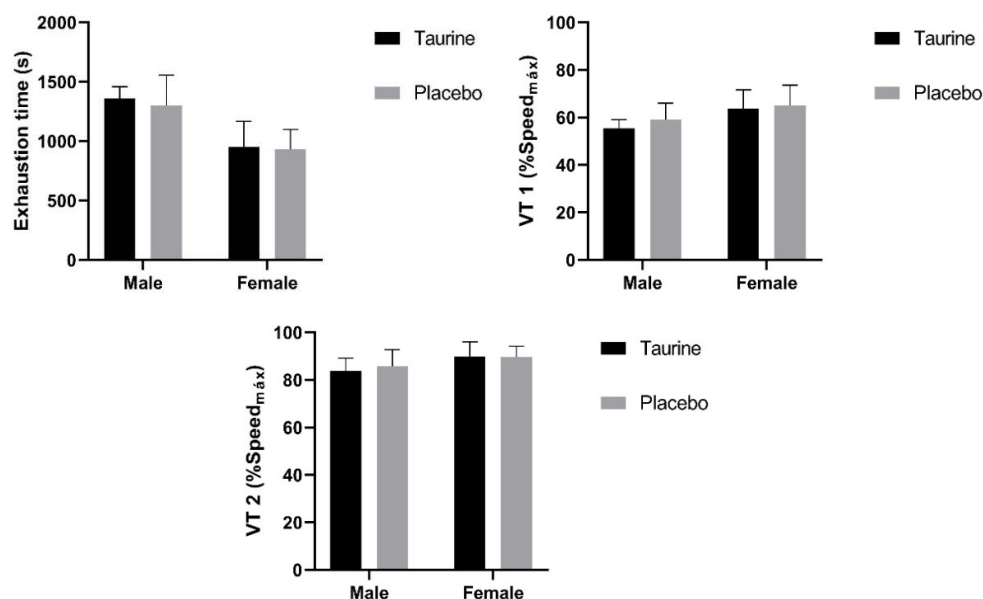 Exhaustion time (s)
2000
1500
1000
500
0
Male
Female
Taurine
Placebo
VT 1 (%Speedmáx)
100
80
60
40
20
0
Male
Female
Taurine
Placebo
VT 2 (%Speedmáx)
100
80
60
40
20
0
Male
Female
Taurine
Placebo